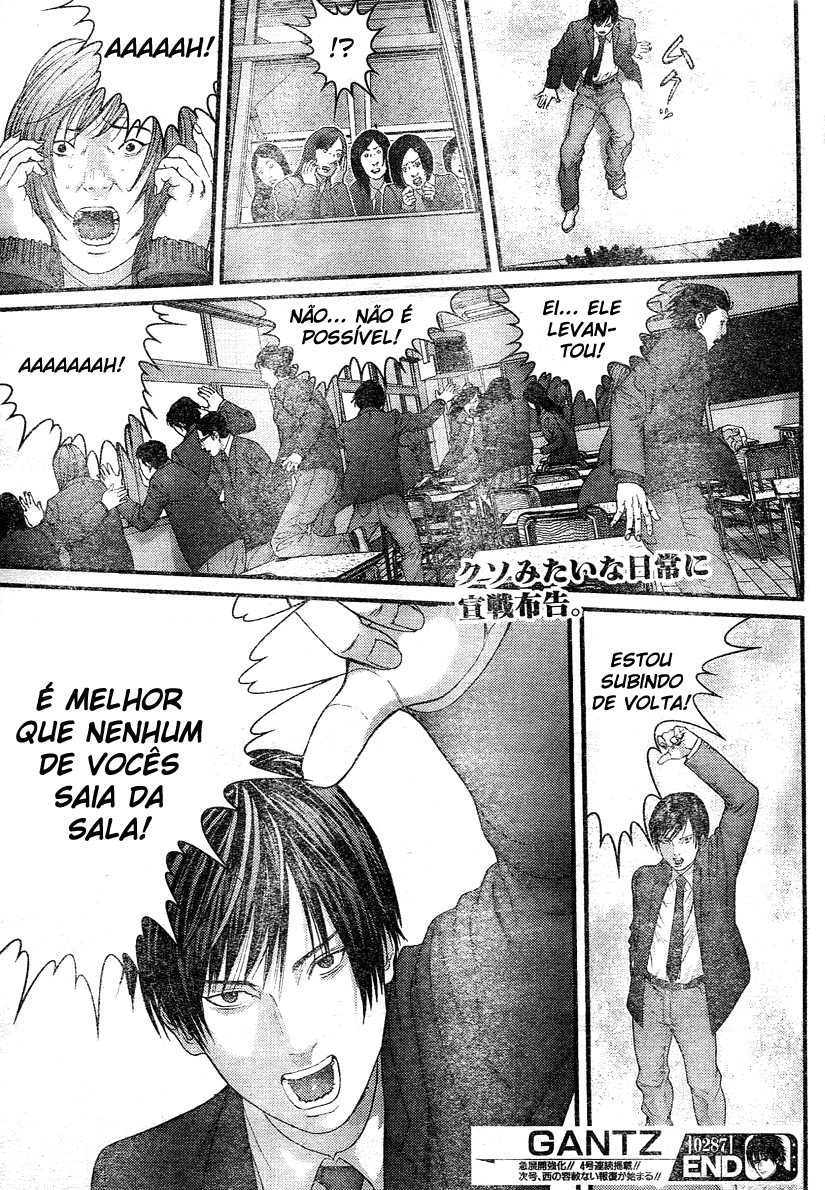 ムクッ
!?
AAAAAH!
EI... ELE
LEVAN-
TOU!
NÃO... NÃO É
POSSÍVEL!
AAAAAAAH!
クソみたいな日常に
宣戦布告。
ESTOU
SUBINDO
DE VOLTA!
É MELHOR
QUE NENHUM
DE VOCÊS
SAIA DA
SALA!
GANTZ
0287
END
急展開強化!! 4号連続掲載!!
次号、西の容赦ない報復が始まる!!